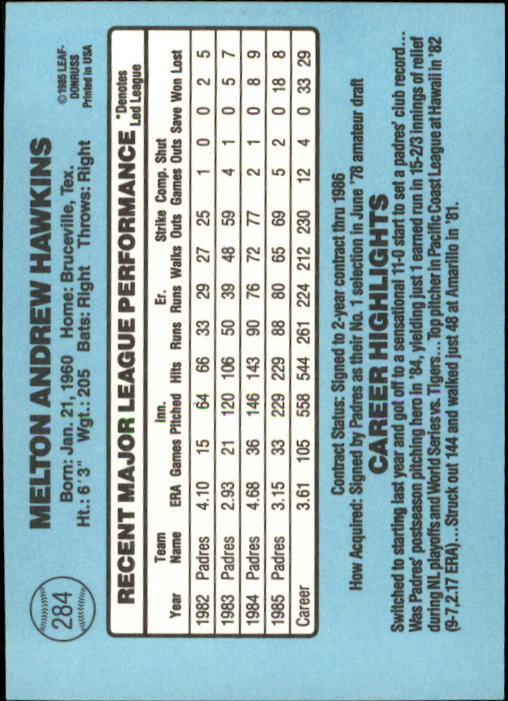 284
MELTON ANDREW HAWKINS
©1985 LEAF-
DONRUSS
Printed in USA
Born: Jan. 21, 1960 Home: Bruceville, Tex.
Ht.: 6'3" Wgt.: 205 Bats: Right Throws: Right
RECENT MAJOR LEAGUE PERFORMANCE
*Denotes
Led League
Team Inn. Er. Strike Comp. Shut
Year Name ERA Games Pitched Hits Runs Runs Walks Outs Games Outs Save Won Lost
1982 Padres 4.10 15 64 66 33 29 27 25 1 0 0 2 5
1983 Padres 2.93 21 120 106 50 39 48 59 4 1 0 5 7
1984 Padres 4.68 36 146 143 90 76 72 77 2 1 0 8 9
1985 Padres 3.15 33 229 229 88 80 65 69 5 2 0 18 8
Career 3.61 105 558 544 261 224 212 230 12 4 0 33 29
Contract Status: Signed to 2-year contract thru 1986
How Acquired: Signed by Padres as their No. 1 selection in June '78 amateur draft
CAREER HIGHLIGHTS
Switched to starting last year and got off to a sensational 11-0 start to set a padres' club record...
Was Padres' postseason pitching hero in '84, yielding just 1 earned run in 15-2/3 innings of relief
during NL playoffs and World Series vs. Tigers...Top pitcher in Pacific Coast League at Hawaii in '82
(9-7, 2.17 ERA)...Struck out 144 and walked just 48 at Amarillo in '81.